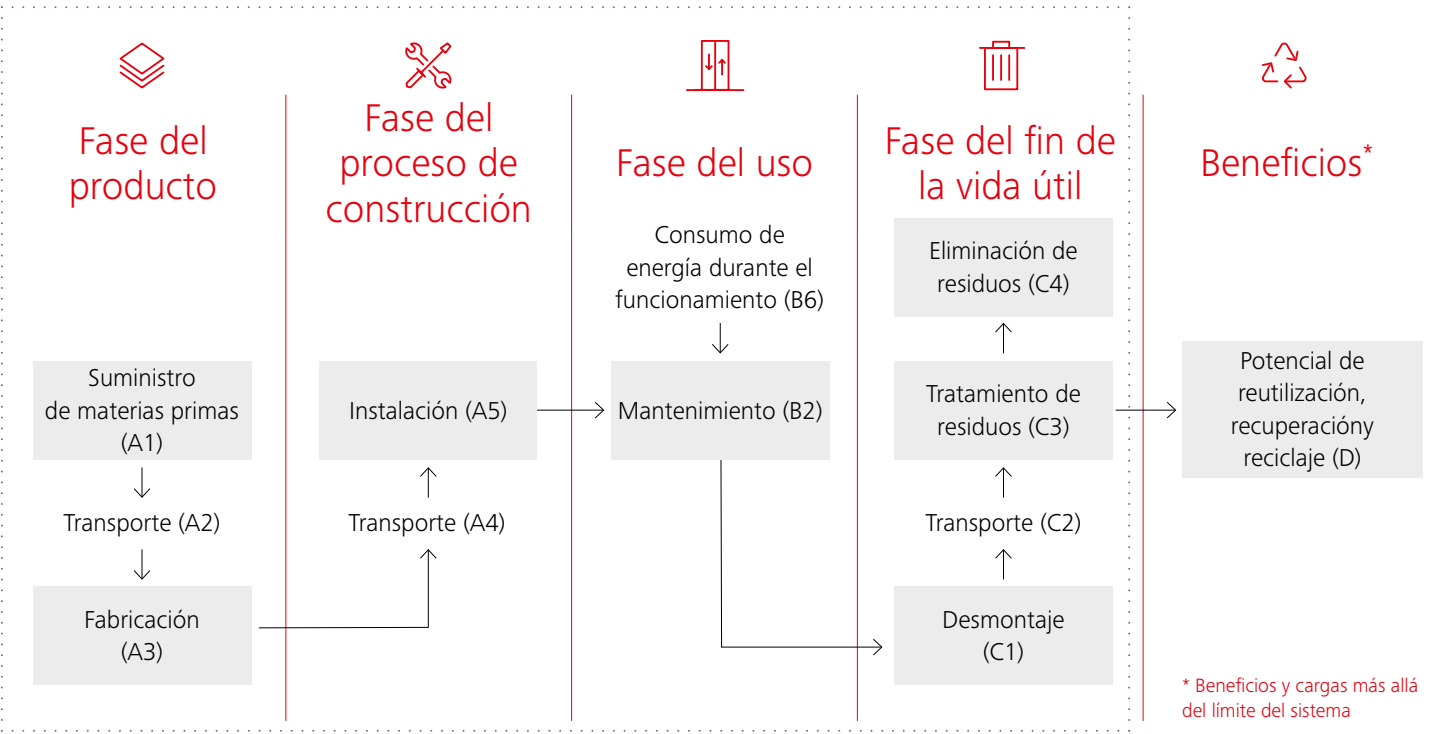 Fase del
producto
Suministro
de materias primas
(A1)
Transporte (A2)
Fabricación
(A3)
Fase del
proceso de
construcción
Instalación (A5)
Transporte (A4)
Fase del uso
Consumo de
energía durante el
funcionamiento (B6)
Mantenimiento (B2)
Fase del fin de
la vida útil
Eliminación de
residuos (C4)
Tratamiento de
residuos (C3)
Transporte (C2)
Desmontaje
(C1)
Beneficios*
Potencial de
reutilización,
recuperacióny
reciclaje (D)
* Beneficios y cargas más allá
del límite del sistema